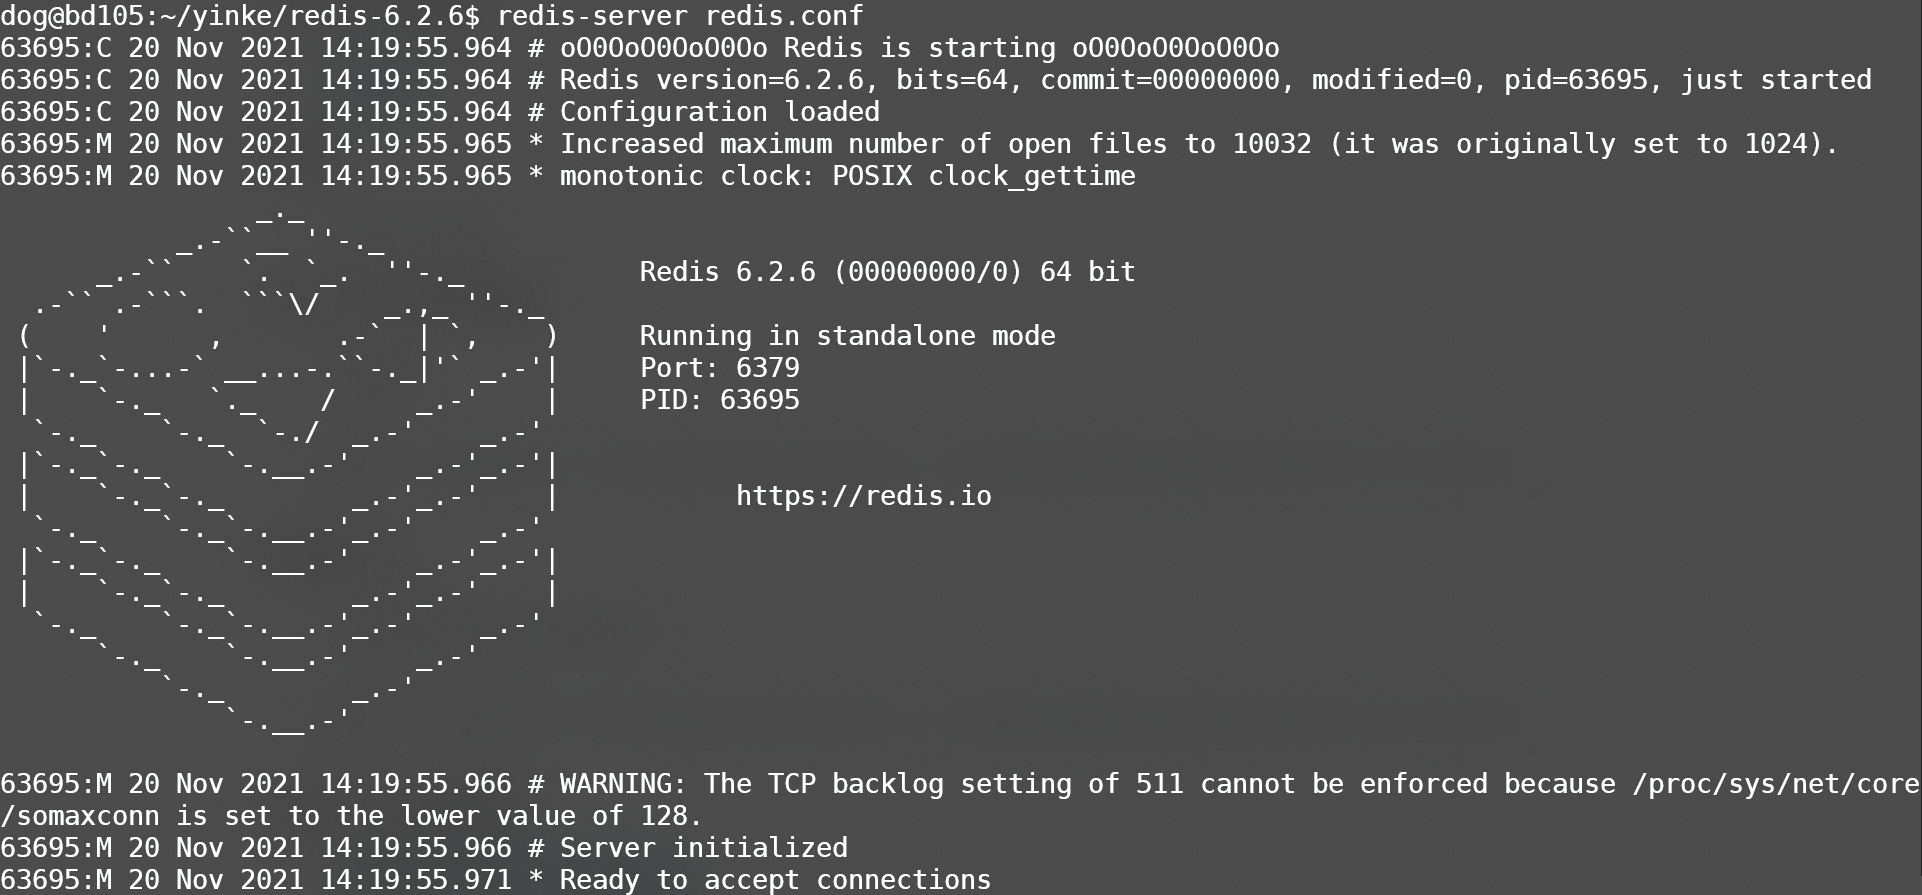 dog@bd105:~/yinke/redis-6.2.6$ redis-server redis.conf
63695:C 20 Nov 2021 14:19:55.964 # oO0OoO0OoO0Oo Redis is starting oO0OoO0OoO0Oo
63695:C 20 Nov 2021 14:19:55.964 # Redis version=6.2.6, bits=64, commit=00000000, modified=0, pid=63695, just started
63695:C 20 Nov 2021 14:19:55.964 # Configuration loaded
63695:M 20 Nov 2021 14:19:55.965 * Increased maximum number of open files to 10032 (it was originally set to 1024).
63695:M 20 Nov 2021 14:19:55.965 * monotonic clock: POSIX clock_gettime
Redis 6.2.6 (00000000/0) 64 bit
Running in standalone mode
Port: 6379
PID: 63695
https://redis.io
63695:M 20 Nov 2021 14:19:55.966 # WARNING: The TCP backlog setting of 511 cannot be enforced because /proc/sys/net/core
/somaxconn is set to the lower value of 128.
63695:M 20 Nov 2021 14:19:55.966 # Server initialized
63695:M 20 Nov 2021 14:19:55.971 * Ready to accept connections